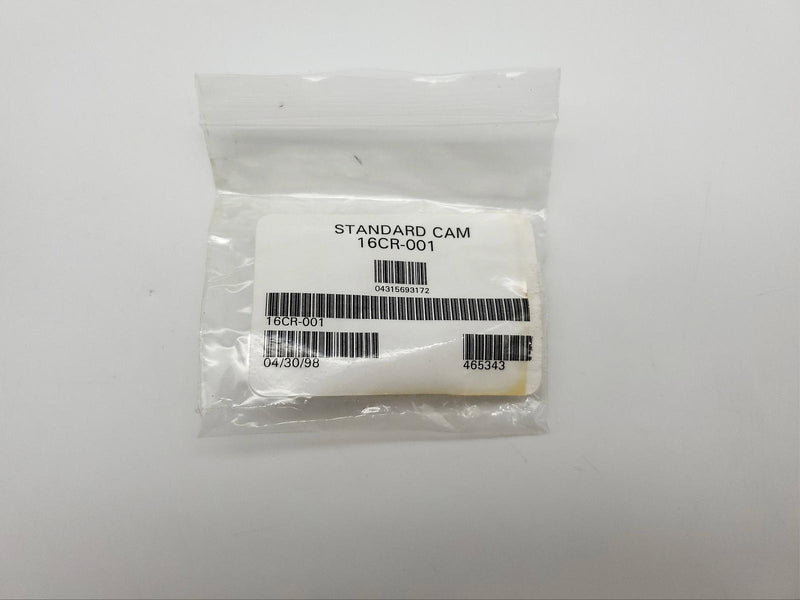 STANDARD CAM
16CR-001
04315693172
16CR-001
04/30/98
465343